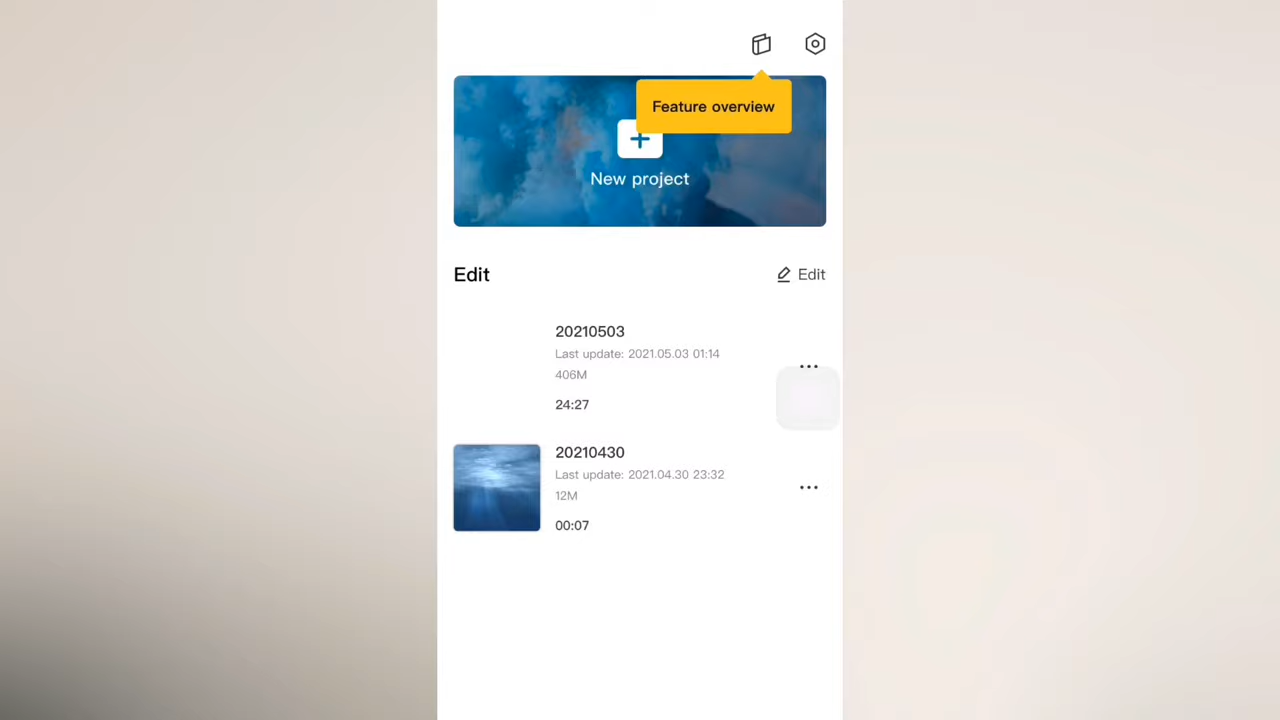 Feature overview
New project
Edit
Edit
20210503
Last update: 2021.05.03 01:14
406M
24:27
20210430
Last update: 2021.04.30 23:32
12M
00:07